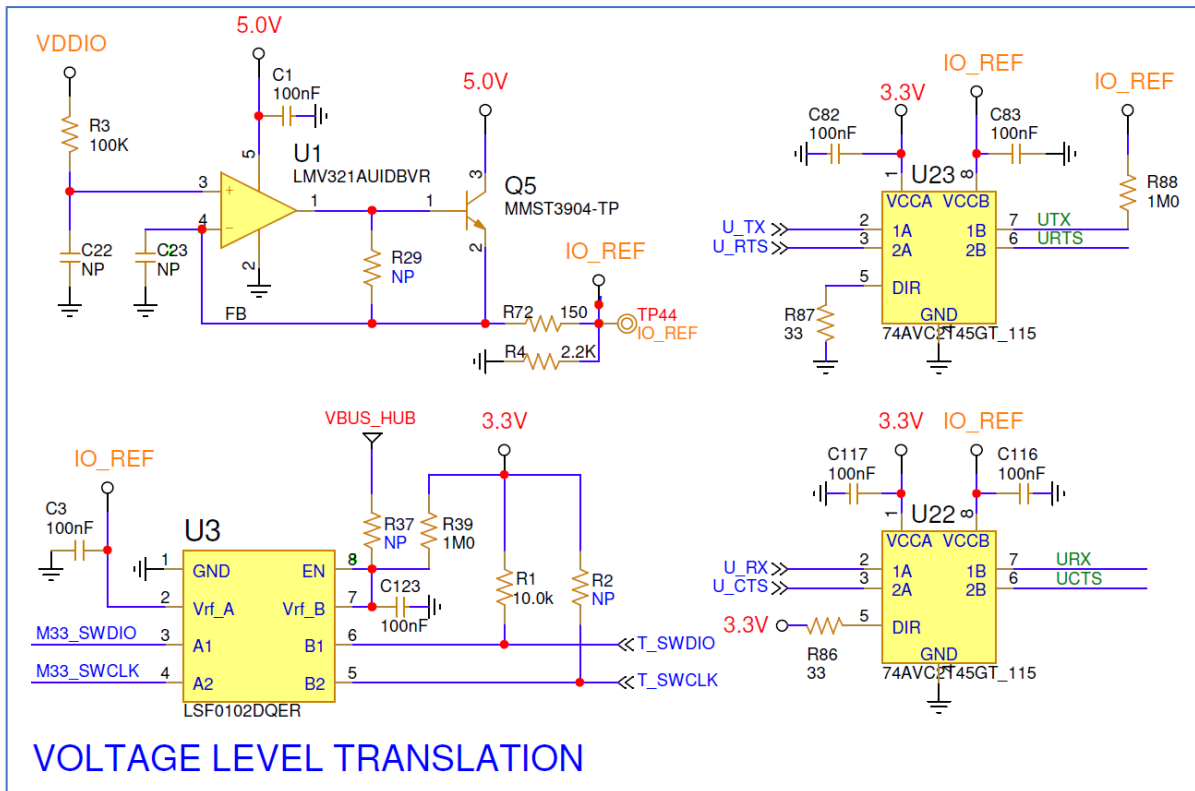 VDDIO
R3
100K
C22
NP
C23
NP
5.0V
C1
100nF
5
U1
LMV321AUIDBVR
3
+
4
−
1
2
R29
NP
FB
5.0V
3
Q5
MMST3904-TP
1
2
IO_REF
R72 150
TP44
IO_REF
R4 2.2K
3.3V
IO_REF
IO_REF
C82
100nF
C83
100nF
R88
1M0
U23
1
8
VCCA VCCB
U_TX 2 1A 1B 7 UTX
U_RTS 3 2A 2B 6 URTS
5 DIR
R87
33
GND
4
74AVC2T45GT_115
IO_REF
C3
100nF
U3
1 GND EN 8
2 Vrf_A Vrf_B 7
M33_SWDIO 3 A1 B1 6 T_SWDIO
M33_SWCLK 4 A2 B2 5 T_SWCLK
LSF0102DQER
VBUS_HUB
3.3V
R37
NP
R39
1M0
C123
100nF
R1
10.0k
R2
NP
3.3V
IO_REF
C117
100nF
C116
100nF
U22
1
8
VCCA VCCB
U_RX 2 1A 1B 7 URX
U_CTS 3 2A 2B 6 UCTS
3.3V 5 DIR
R86
33
GND
4
74AVC2T45GT_115
VOLTAGE LEVEL TRANSLATION